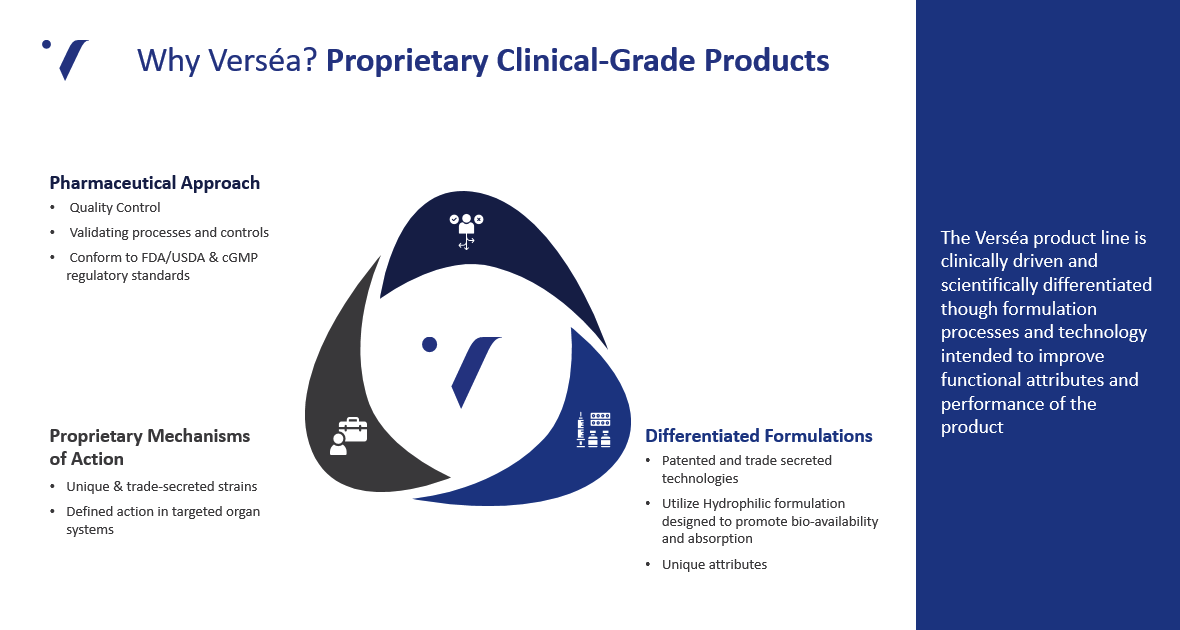 Why Verséa? Proprietary Clinical-Grade Products
Pharmaceutical Approach
• Quality Control
• Validating processes and controls
• Conform to FDA/USDA & cGMP
regulatory standards
Proprietary Mechanisms
of Action
• Unique & trade-secreted strains
• Defined action in targeted organ
systems
Differentiated Formulations
• Patented and trade secreted
technologies
• Utilize Hydrophilic formulation
designed to promote bio-availability
and absorption
• Unique attributes
The Verséa product line is
clinically driven and
scientifically differentiated
though formulation
processes and technology
intended to improve
functional attributes and
performance of the
product